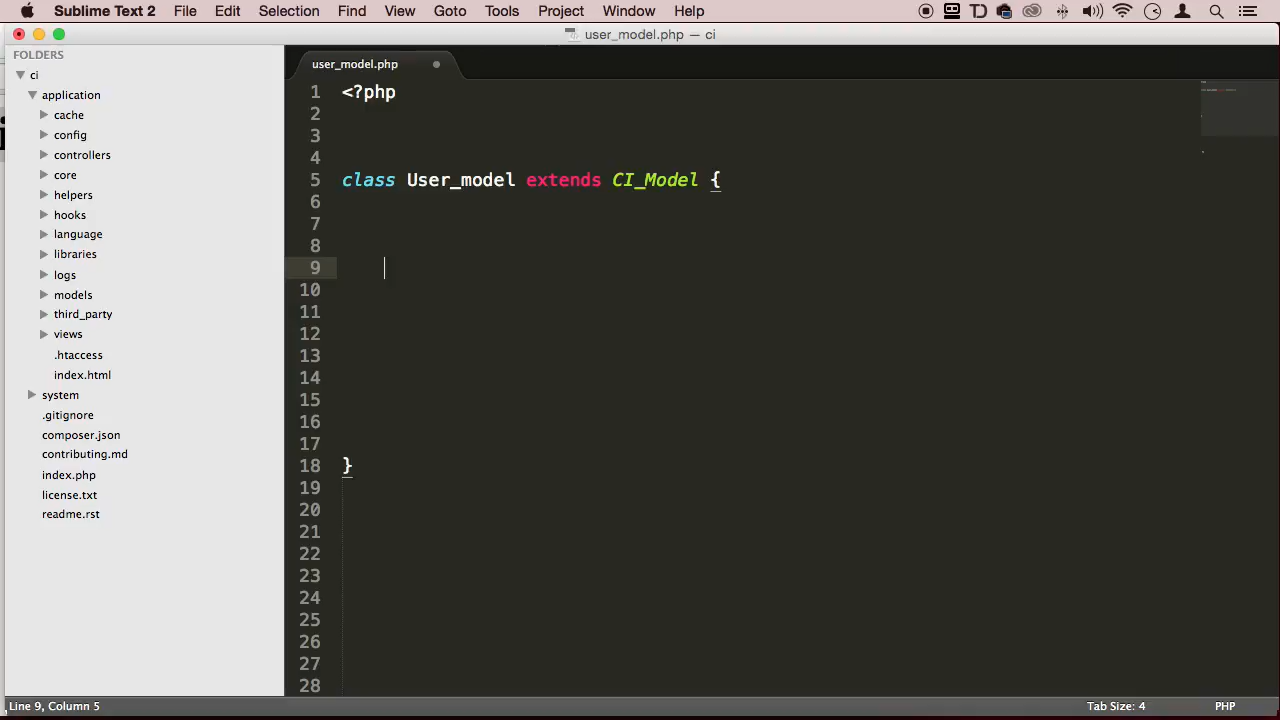 Sublime Text 2 File Edit Selection Find View Goto Tools Project Window Help
user_model.php — ci
FOLDERS
ci
application
cache
config
controllers
core
helpers
hooks
language
libraries
logs
models
third_party
views
.htaccess
index.html
system
.gitignore
composer.json
contributing.md
index.php
license.txt
readme.rst
user_model.php
1 <?php
2
3
4
5 class User_model extends CI_Model {
6
7
8
9
10
11
12
13
14
15
16
17
18 }
19
20
21
22
23
24
25
26
27
28
Line 9, Column 5 Tab Size: 4 PHP